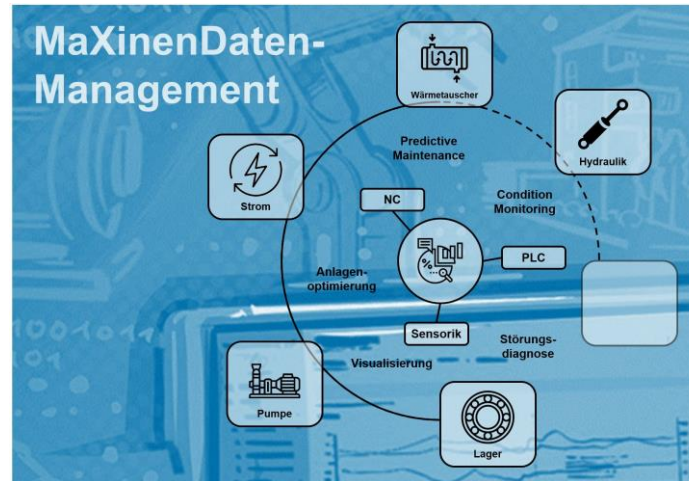 MaXinenDaten-
Management
Wärmetauscher
Hydraulik
Predictive
Maintenance
Strom
NC
Condition
Monitoring
PLC
Anlagen-
optimierung
Sensorik
Störungs-
diagnose
Visualisierung
Pumpe
Lager